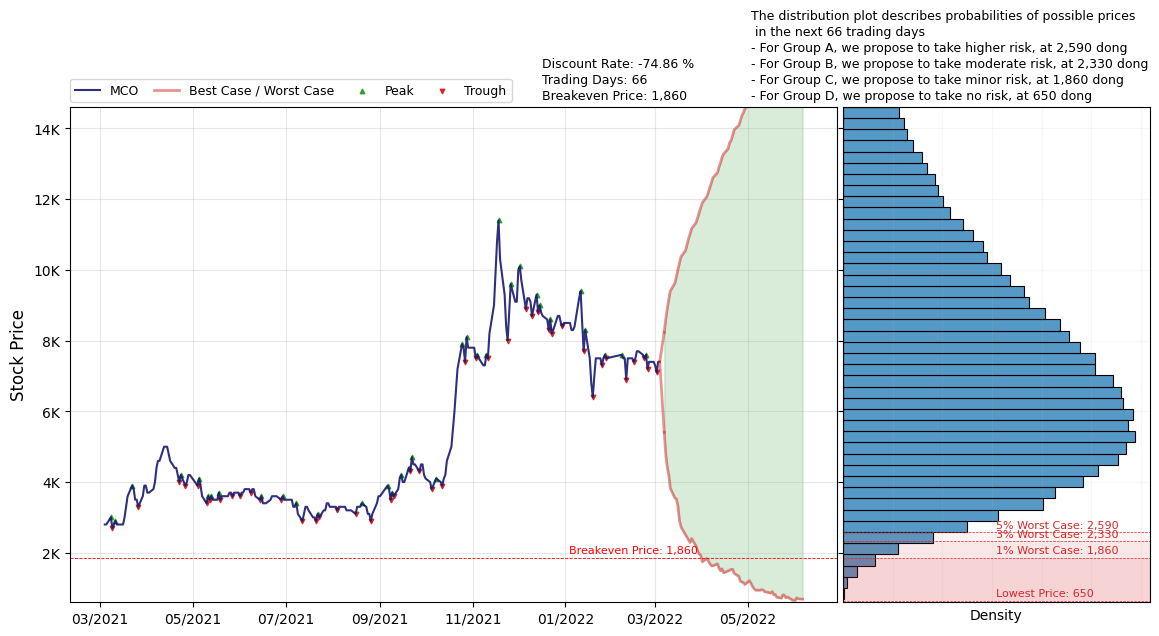 The distribution plot describes probabilities of possible prices
in the next 66 trading days
- For Group A, we propose to take higher risk, at 2,590 dong
- For Group B, we propose to take moderate risk, at 2,330 dong
- For Group C, we propose to take minor risk, at 1,860 dong
- For Group D, we propose to take no risk, at 650 dong
Discount Rate: -74.86 %
Trading Days: 66
Breakeven Price: 1,860
MCO Best Case / Worst Case Peak Trough
Stock Price
14K
12K
10K
8K
6K
4K
2K
Breakeven Price: 1,860
5% Worst Case: 2,590
3% Worst Case: 2,330
1% Worst Case: 1,860
Lowest Price: 650
03/2021 05/2021 07/2021 09/2021 11/2021 01/2022 03/2022 05/2022
Density